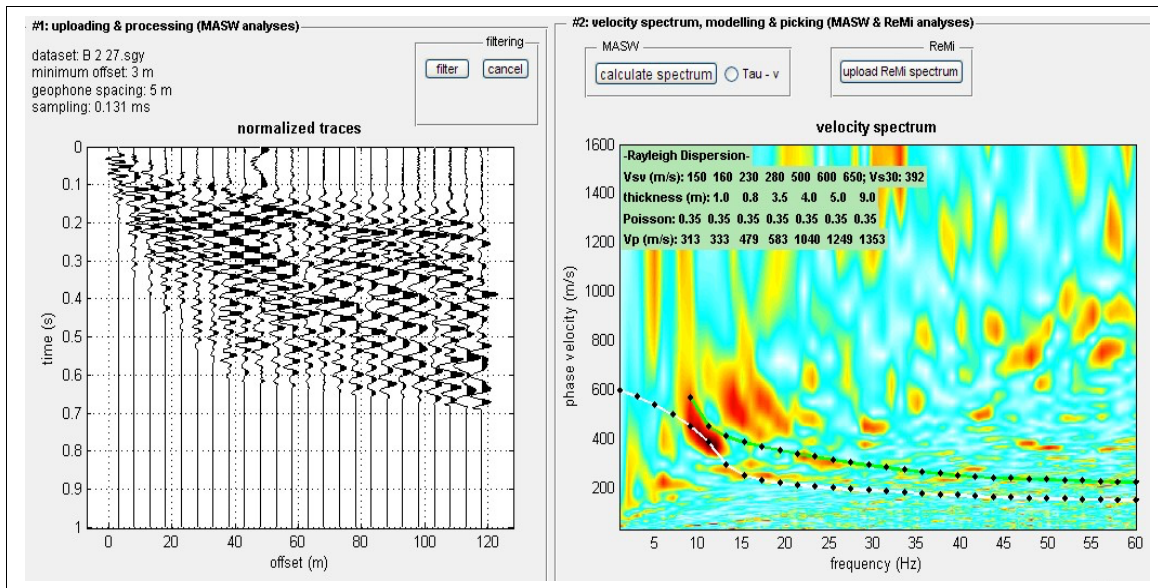 #1: uploading & processing (MASW analyses)
dataset: B 2 27.sgy
minimum offset: 3 m
geophone spacing: 5 m
sampling: 0.131 ms
filtering
filter
cancel
normalized traces
0
0.1
0.2
0.3
0.4
0.5
0.6
0.7
0.8
0.9
1
time (s)
0 20 40 60 80 100 120
offset (m)
#2: velocity spectrum, modelling & picking (MASW & ReMi analyses)
MASW
calculate spectrum
Tau - v
ReMi
upload ReMi spectrum
velocity spectrum
-Rayleigh Dispersion-
Vsv (m/s): 150 160 230 280 500 600 650; Vs30: 392
thickness (m): 1.0 0.8 3.5 4.0 5.0 9.0
Poisson: 0.35 0.35 0.35 0.35 0.35 0.35 0.35
Vp (m/s): 313 333 479 583 1040 1249 1353
1600
1400
1200
1000
800
600
400
200
phase velocity (m/s)
5 10 15 20 25 30 35 40 45 50 55 60
frequency (Hz)